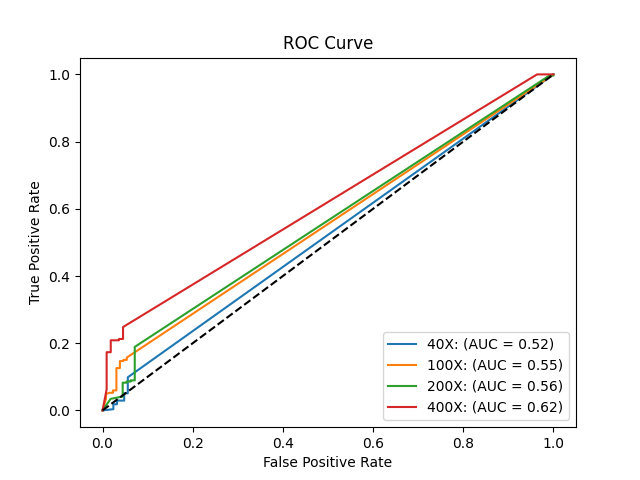 ROC Curve
1.0
0.8
0.6
0.4
0.2
0.0
True Positive Rate
0.0 0.2 0.4 0.6 0.8 1.0
False Positive Rate
40X: (AUC = 0.52)
100X: (AUC = 0.55)
200X: (AUC = 0.56)
400X: (AUC = 0.62)